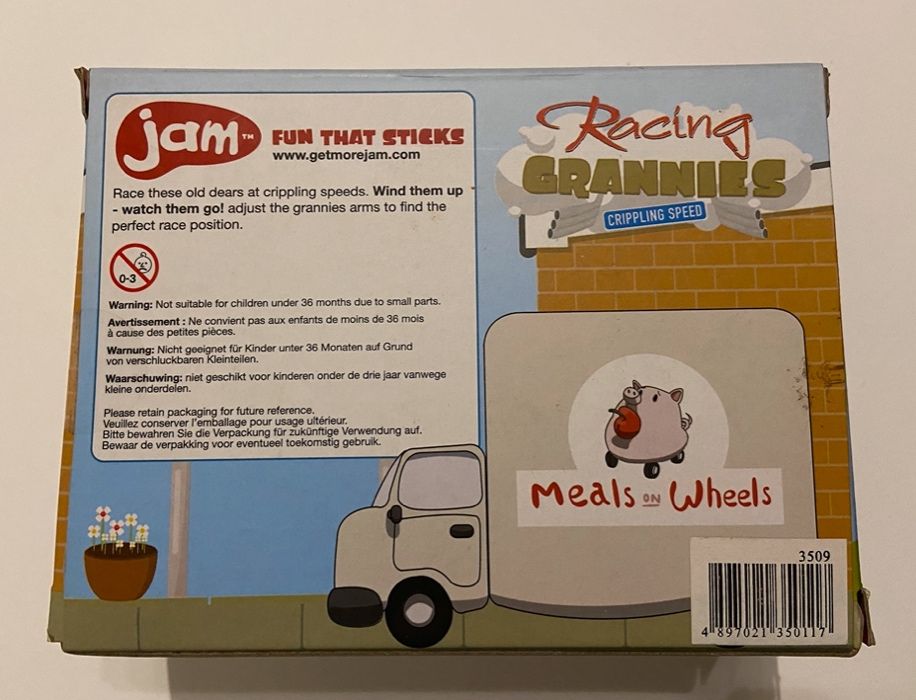 jam™ FUN THAT STICKS
www.getmorejam.com
Race these old dears at crippling speeds. Wind them up
- watch them go! adjust the grannies arms to find the
perfect race position.
0-3
Warning: Not suitable for children under 36 months due to small parts.
Avertissement : Ne convient pas aux enfants de moins de 36 mois
à cause des petites pièces.
Warnung: Nicht geeignet für Kinder unter 36 Monaten auf Grund
von verschluckbaren Kleinteilen.
Waarschuwing: niet geschikt voor kinderen onder de drie jaar vanwege
kleine onderdelen.
Please retain packaging for future reference.
Veuillez conserver l'emballage pour usage ultérieur.
Bitte bewahren Sie die Verpackung für zukünftige Verwendung auf.
Bewaar de verpakking voor eventueel toekomstig gebruik.
Racing
GRANNIES
CRIPPLING SPEED
Meals ON Wheels
3509
4 897021 350117